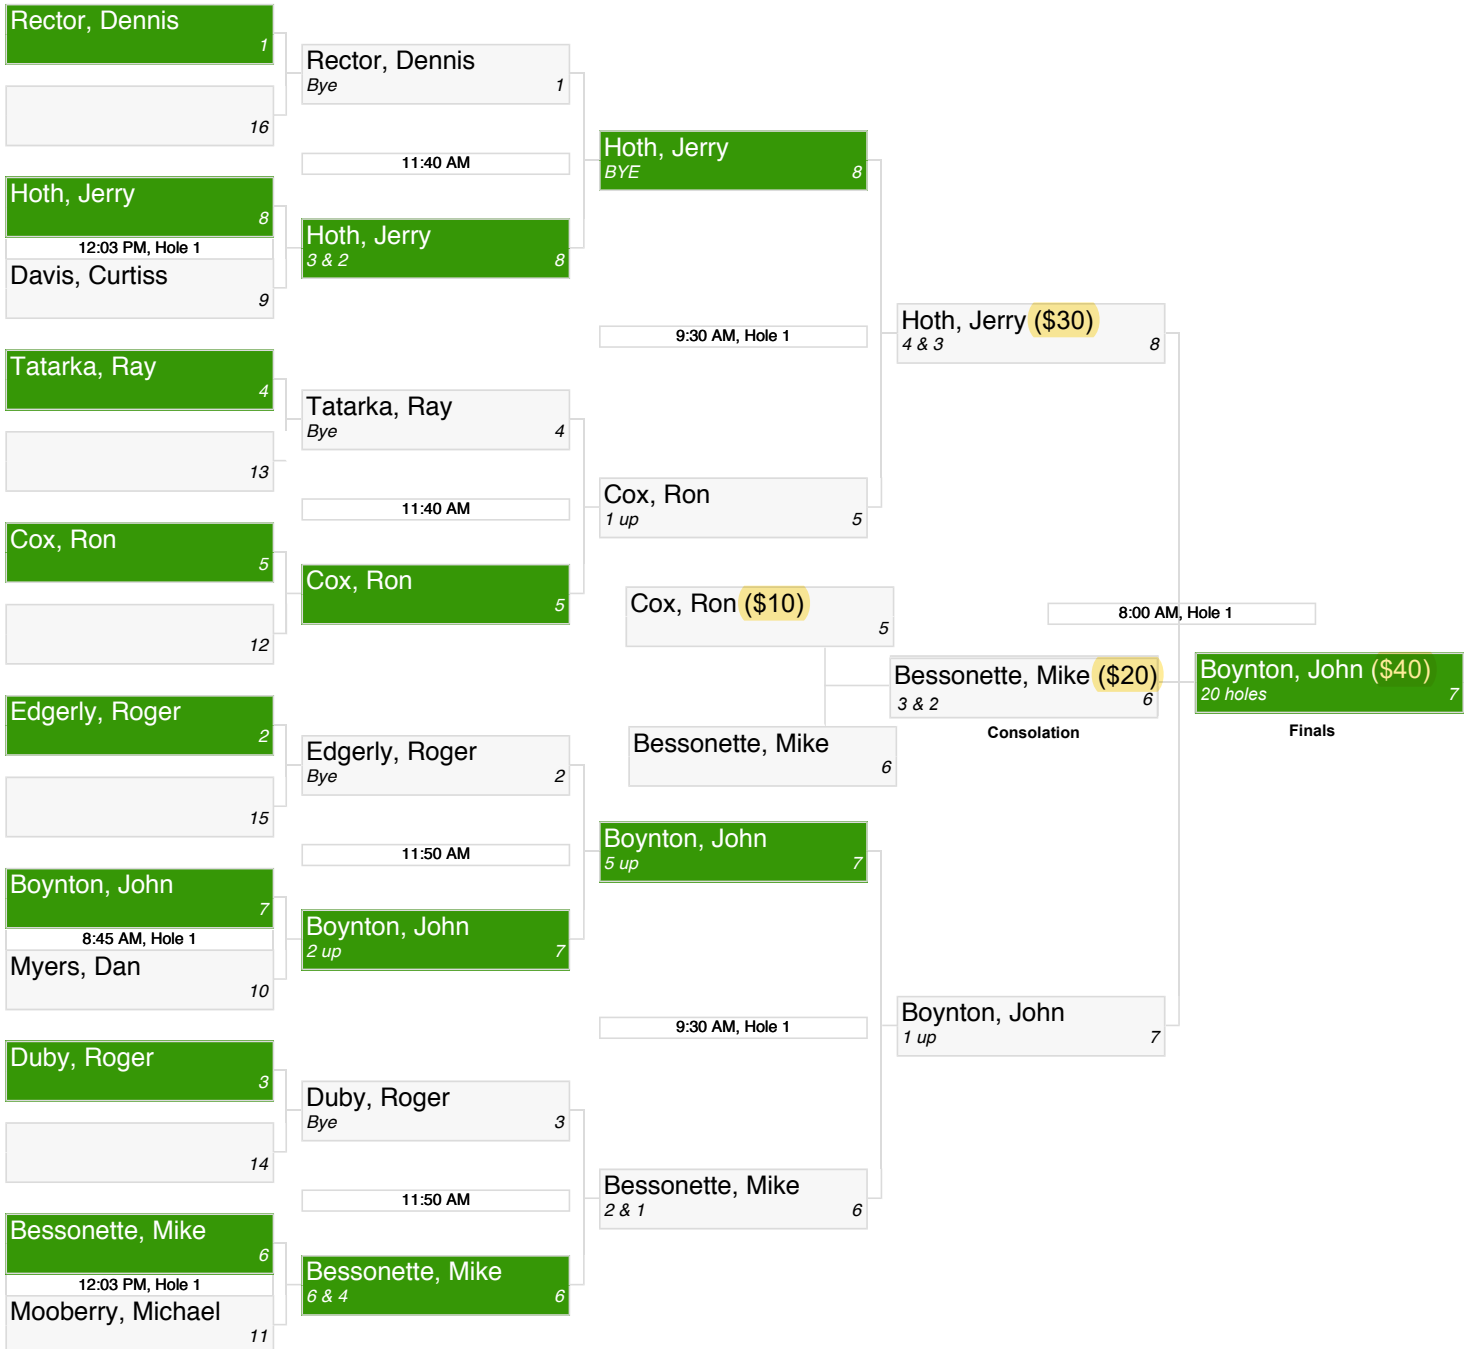 Rector, Dennis
1
16
Hoth, Jerry
8
12:03 PM, Hole 1
Davis, Curtiss
9
Tatarka, Ray
4
13
Cox, Ron
5
12
Edgerly, Roger
2
15
Boynton, John
7
8:45 AM, Hole 1
Myers, Dan
10
Duby, Roger
3
14
Bessonette, Mike
6
12:03 PM, Hole 1
Mooberry, Michael
11
Rector, Dennis
Bye 1
11:40 AM
Hoth, Jerry
3 & 2 8
Tatarka, Ray
Bye 4
11:40 AM
Cox, Ron
5
Edgerly, Roger
Bye 2
11:50 AM
Boynton, John
2 up 7
Duby, Roger
Bye 3
11:50 AM
Bessonette, Mike
6 & 4 6
Hoth, Jerry
BYE 8
9:30 AM, Hole 1
Cox, Ron
1 up 5
Cox, Ron ($10)
5
Bessonette, Mike
6
Boynton, John
5 up 7
9:30 AM, Hole 1
Bessonette, Mike
2 & 1 6
Hoth, Jerry ($30)
4 & 3 8
8:00 AM, Hole 1
Bessonette, Mike ($20)
3 & 2 6
Consolation
Boynton, John
1 up 7
Boynton, John ($40)
20 holes 7
Finals